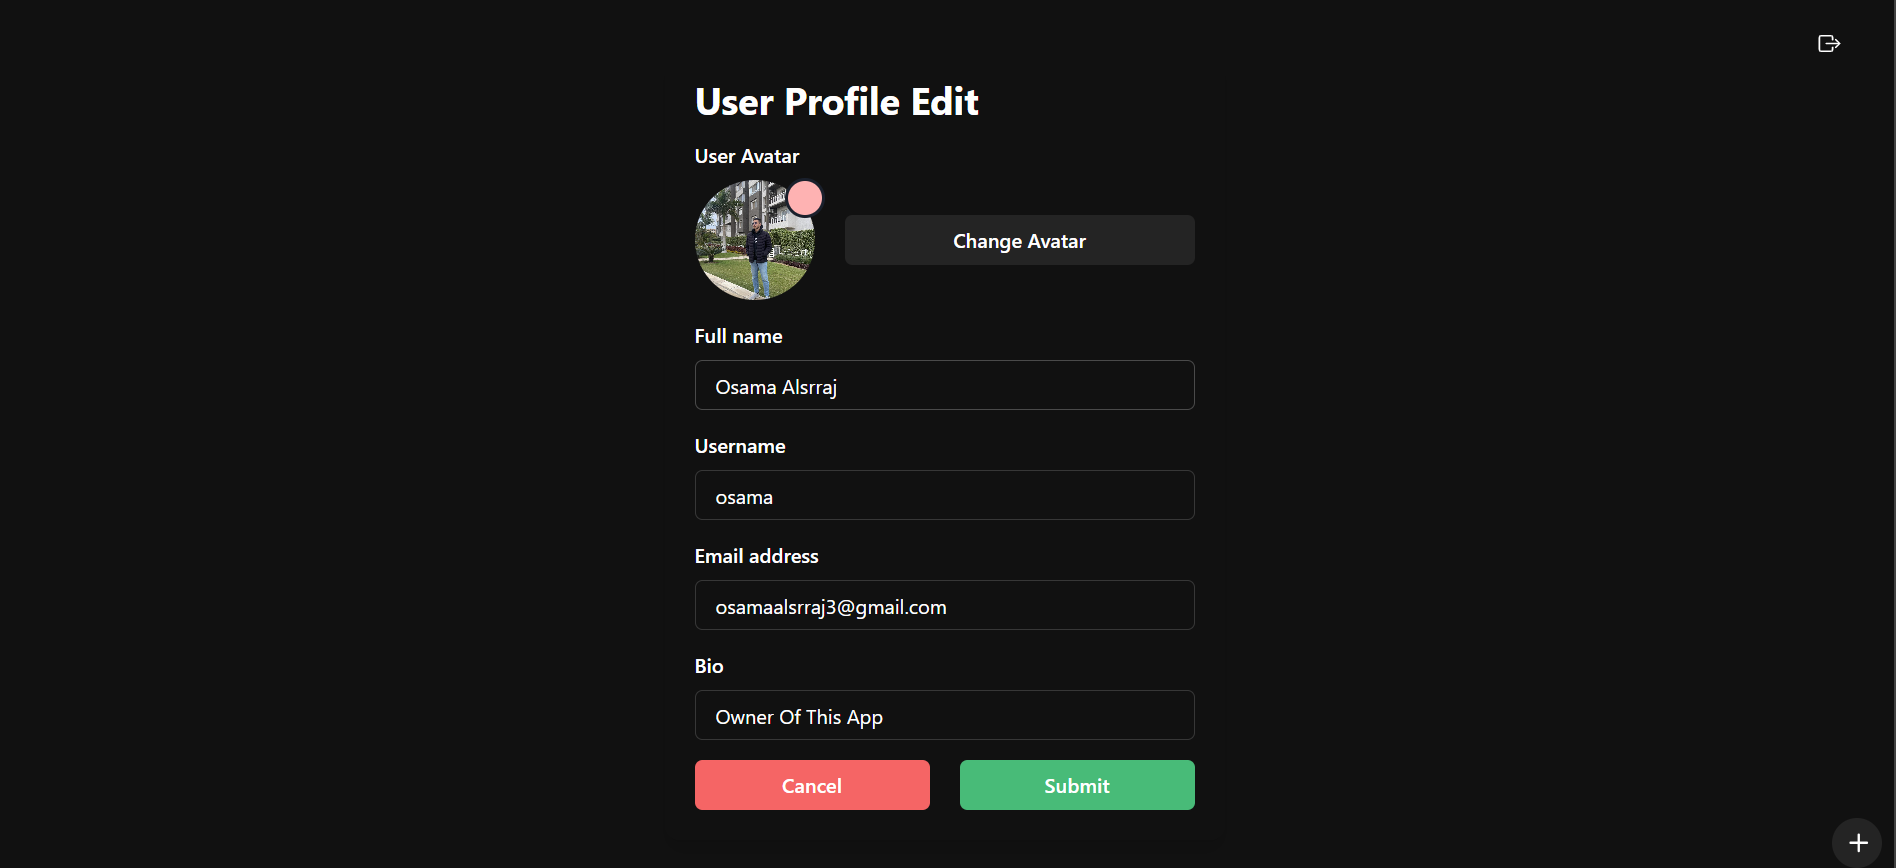 User Profile Edit
User Avatar
Change Avatar
Full name
Osama Alsrraj
Username
osama
Email address
osamaalsrraj3@gmail.com
Bio
Owner Of This App
Cancel
Submit